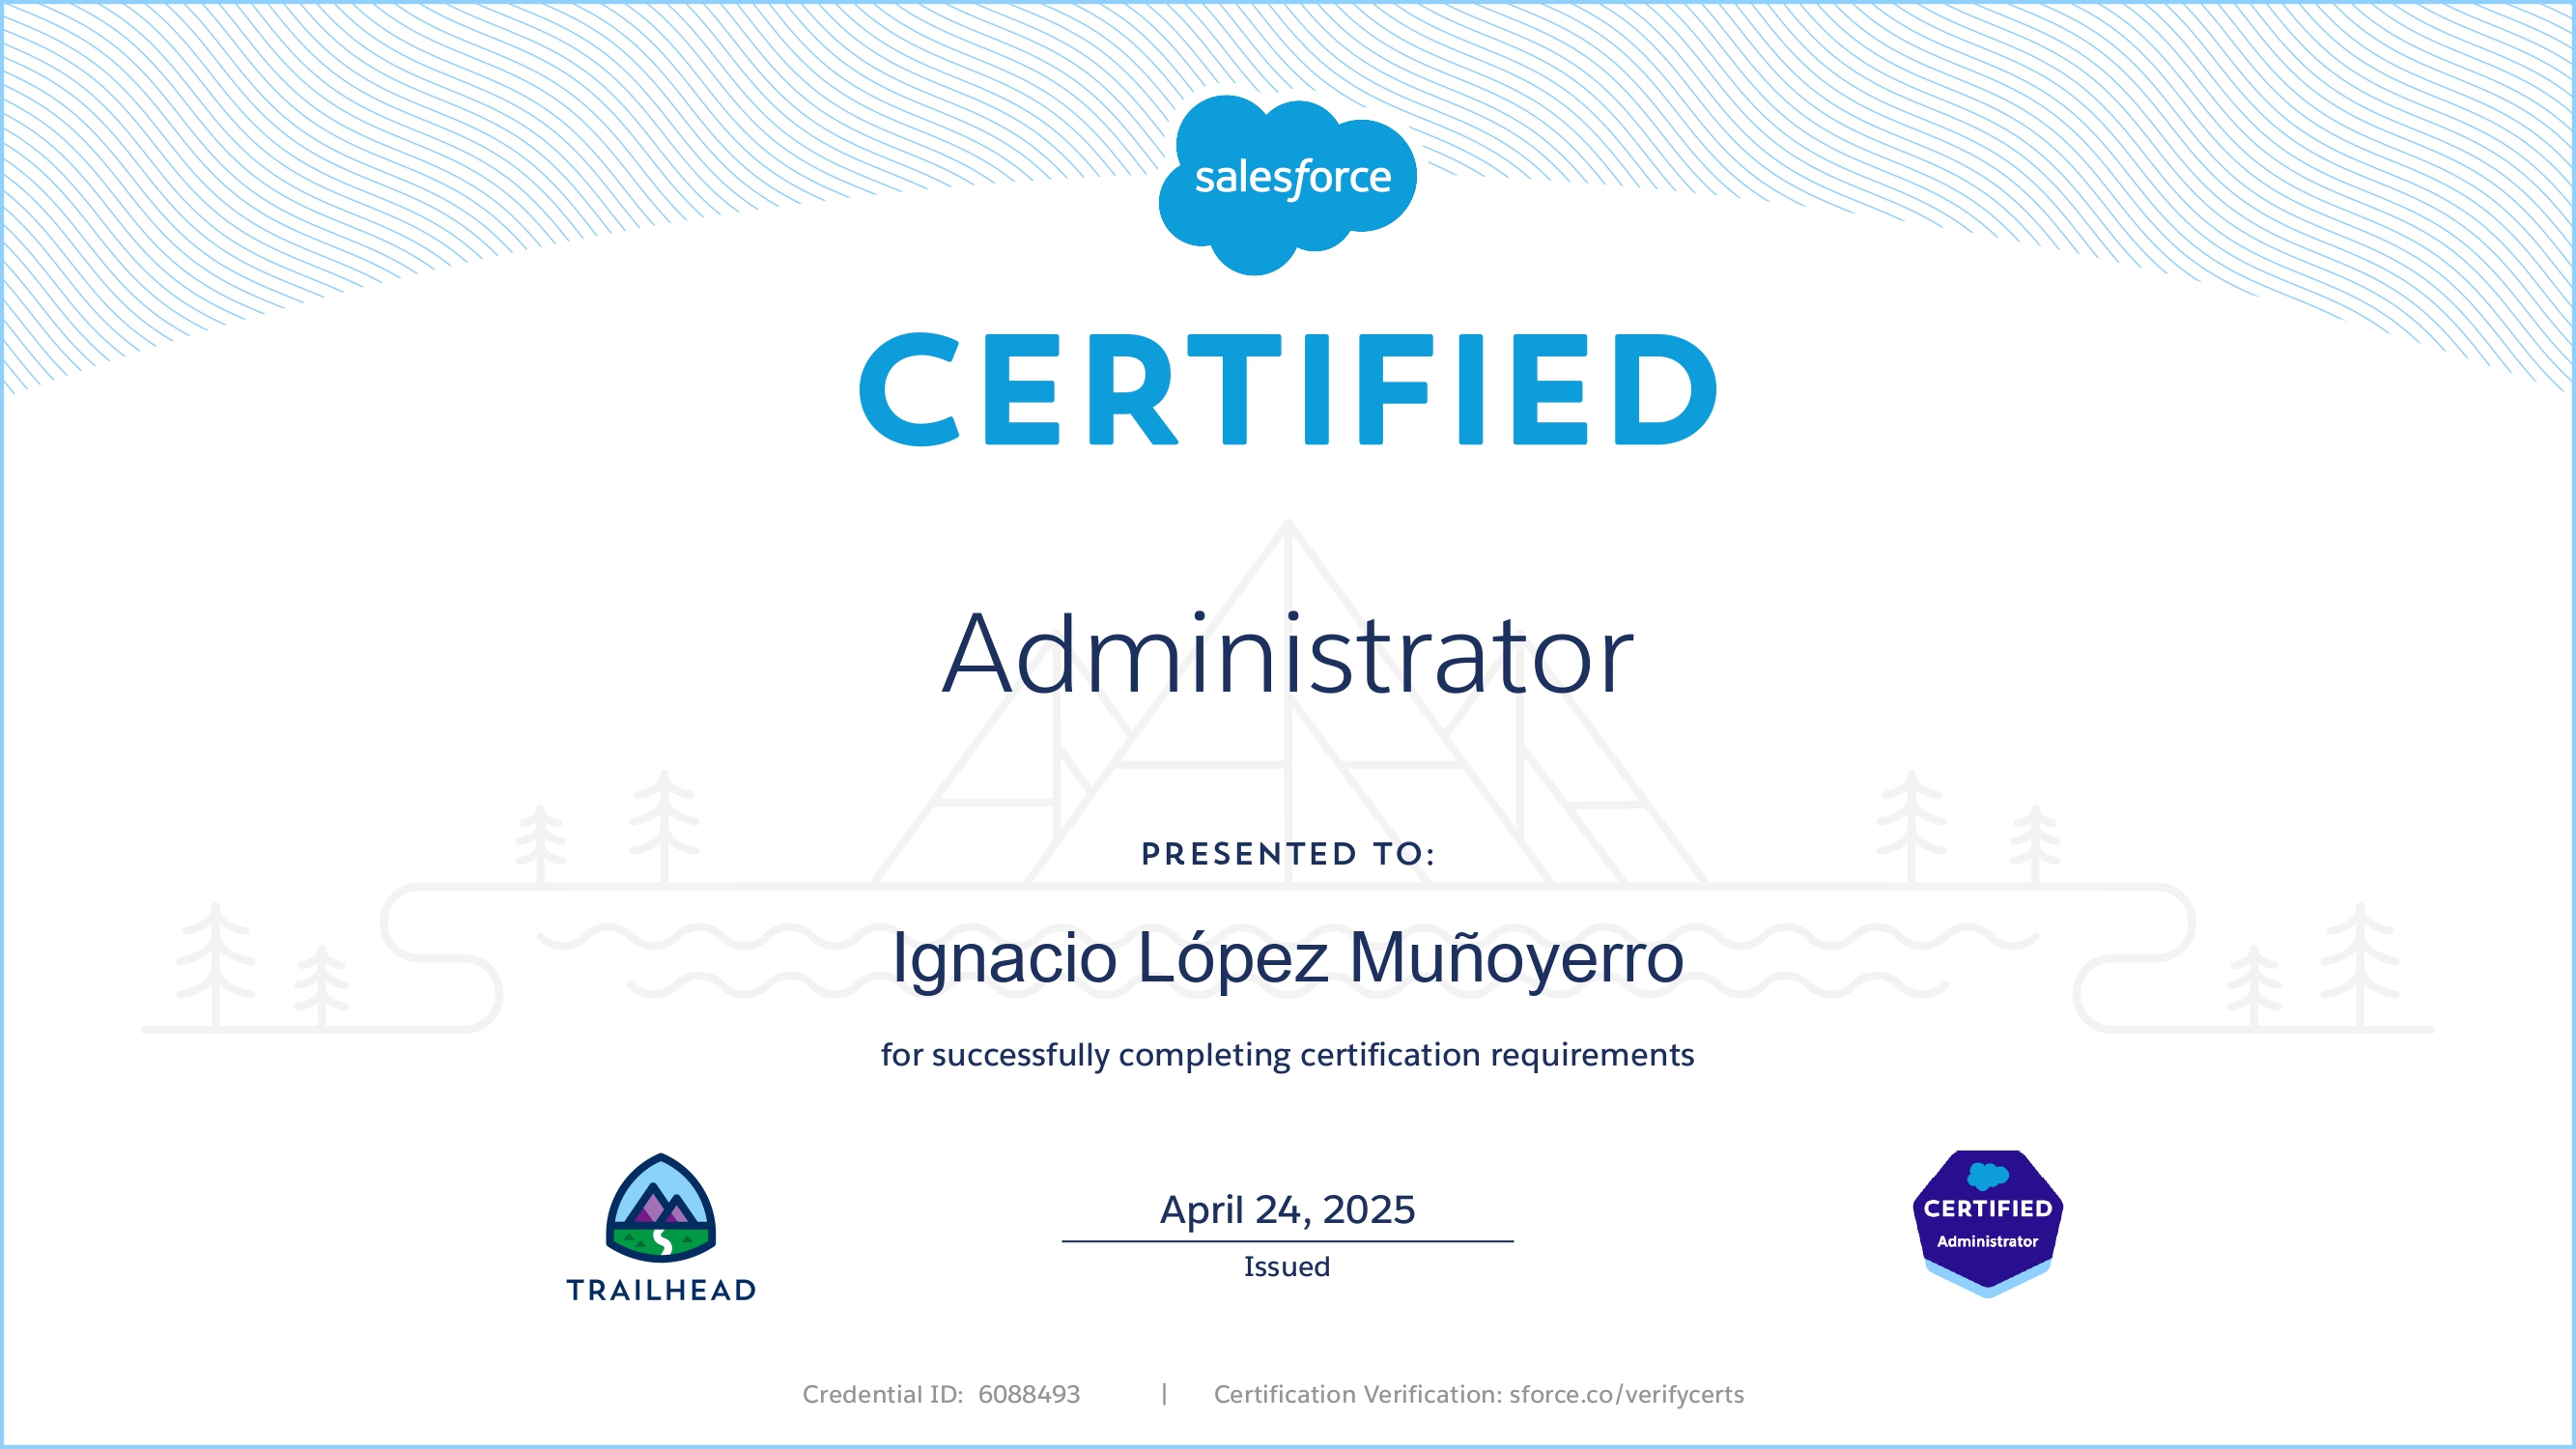 salesforce
CERTIFIED
Administrator
PRESENTED TO:
Ignacio López Muñoyerro
for successfully completing certification requirements
TRAILHEAD
April 24, 2025
Issued
CERTIFIED
Administrator
Credential ID: 6088493 | Certification Verification: sforce.co/verifycerts